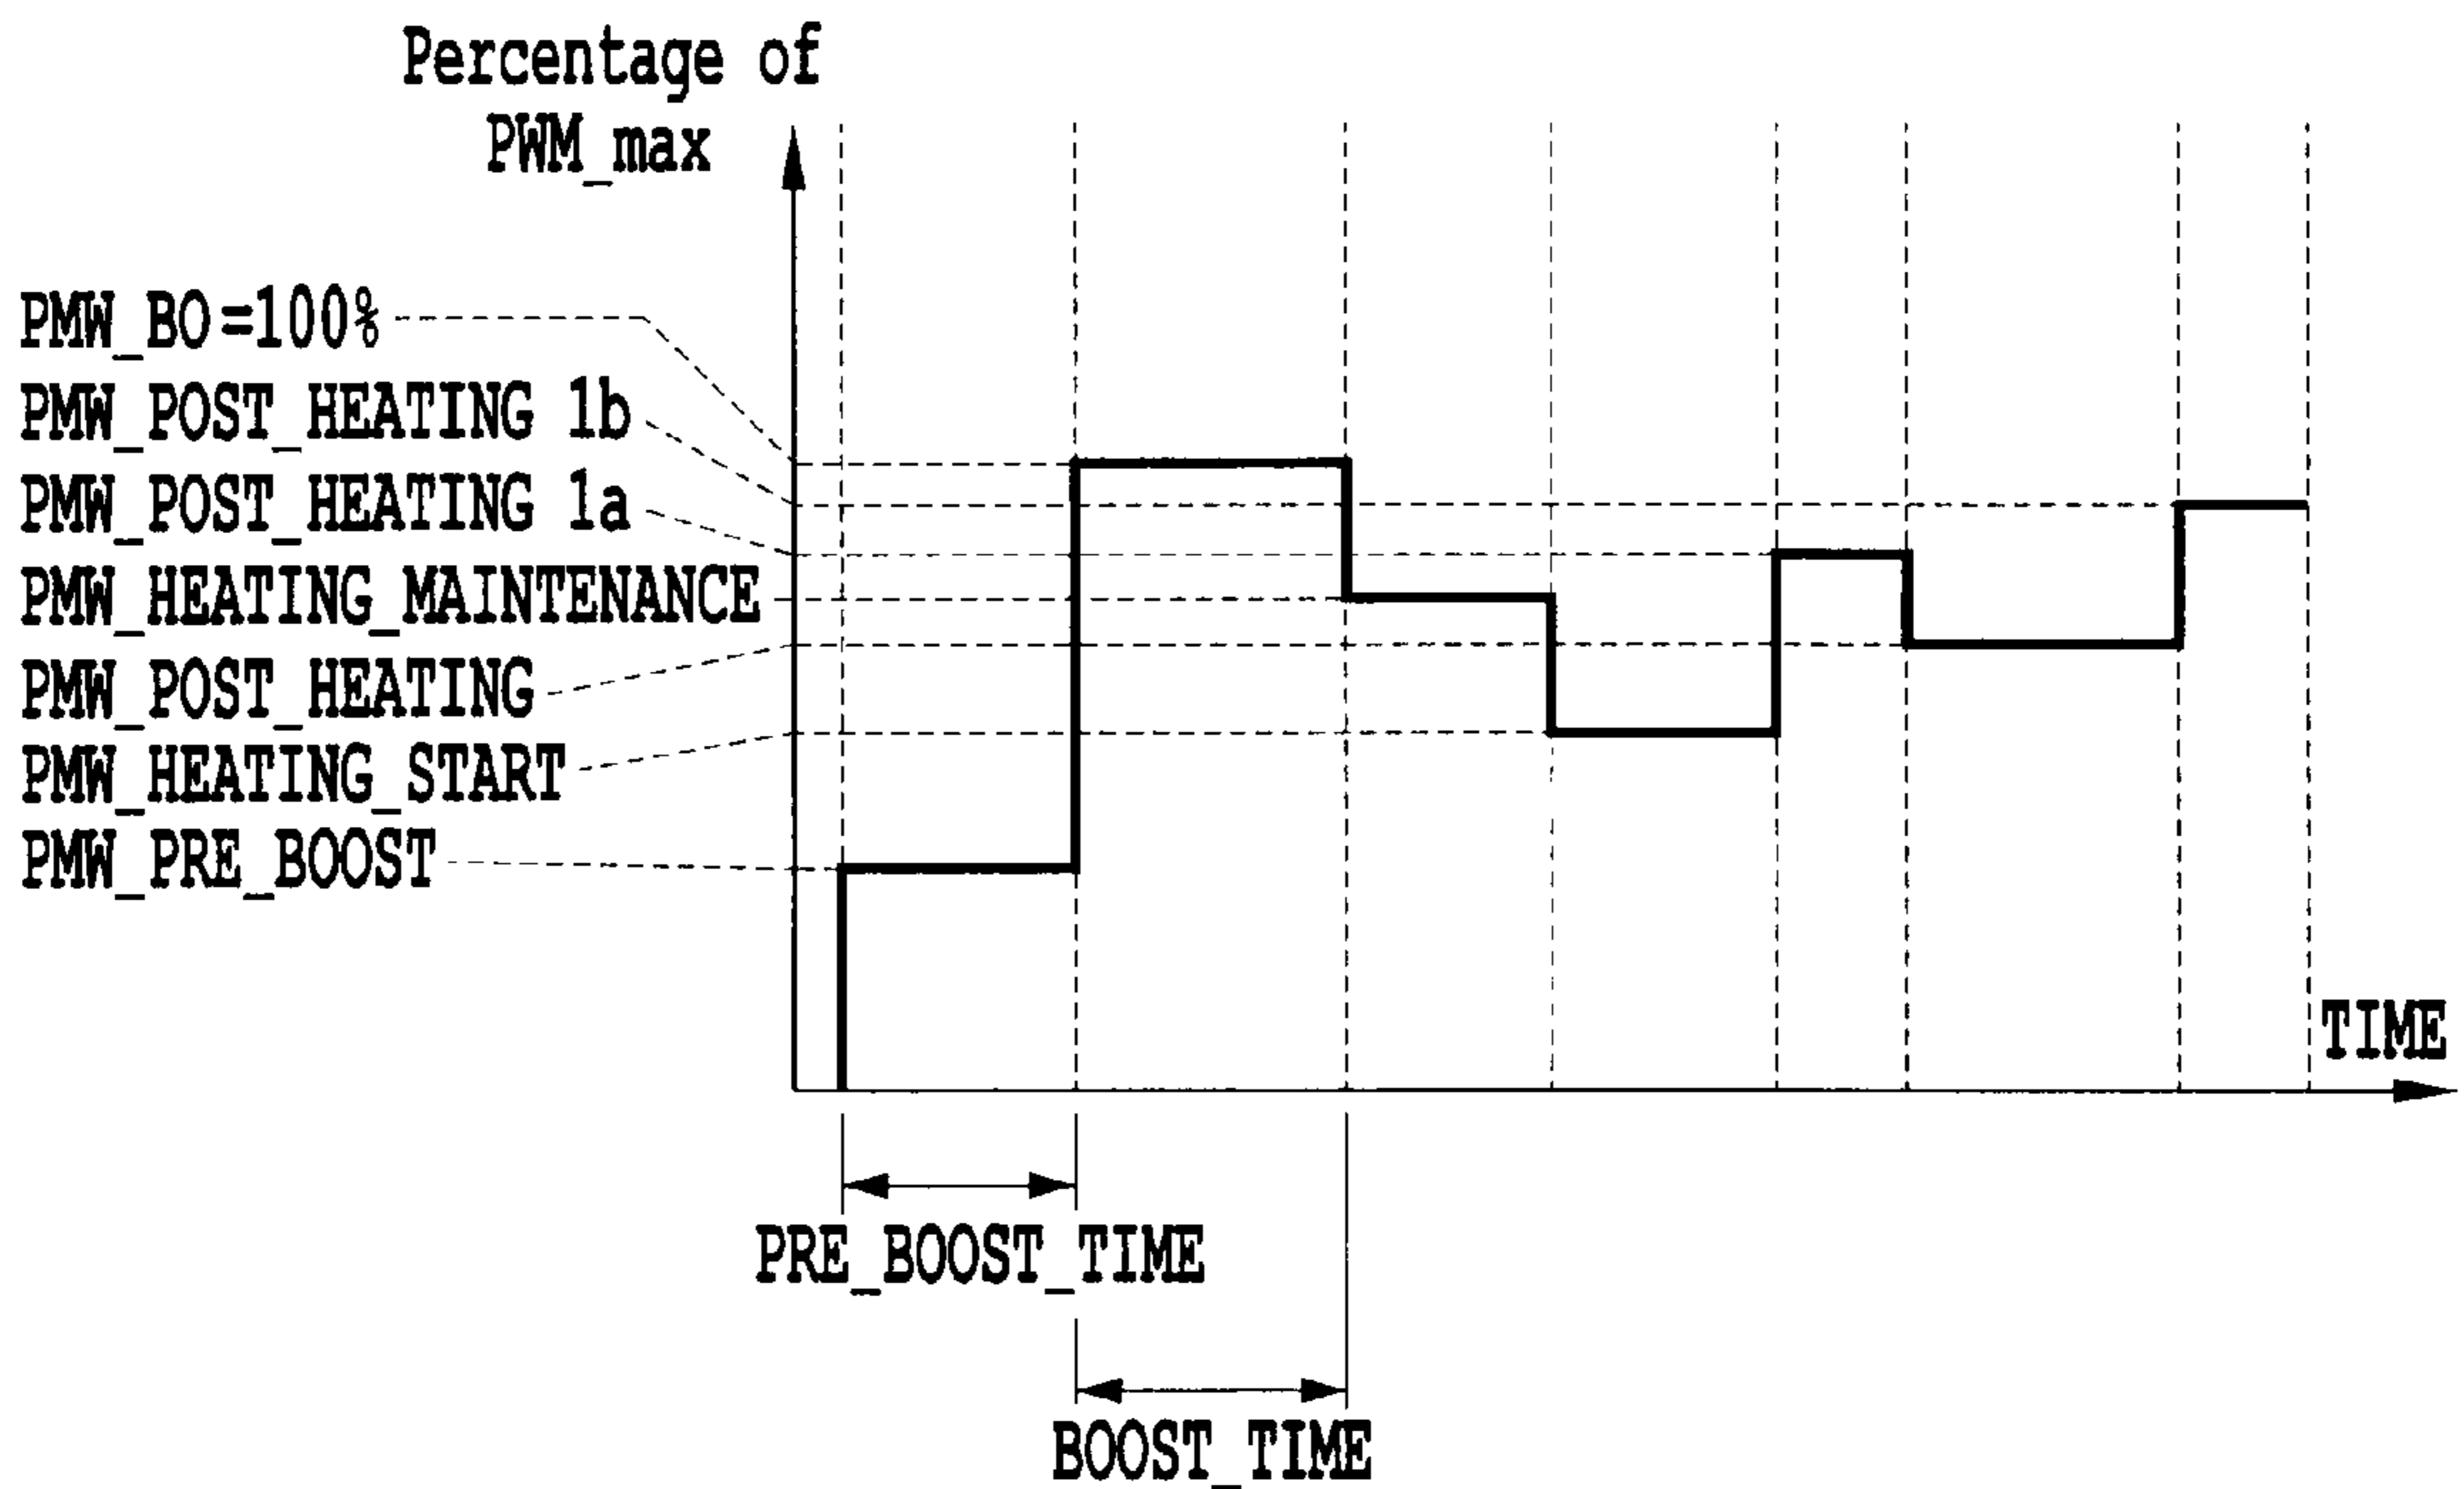 Percentage of
PWM_max
PMW_BO=100%
PMW_POST_HEATING 1b
PMW_POST_HEATING 1a
PMW_HEATING_MAINTENANCE
PMW_POST_HEATING
PMW_HEATING_START
PMW_PRE_BOOST
TIME
PRE_BOOST_TIME
BOOST_TIME